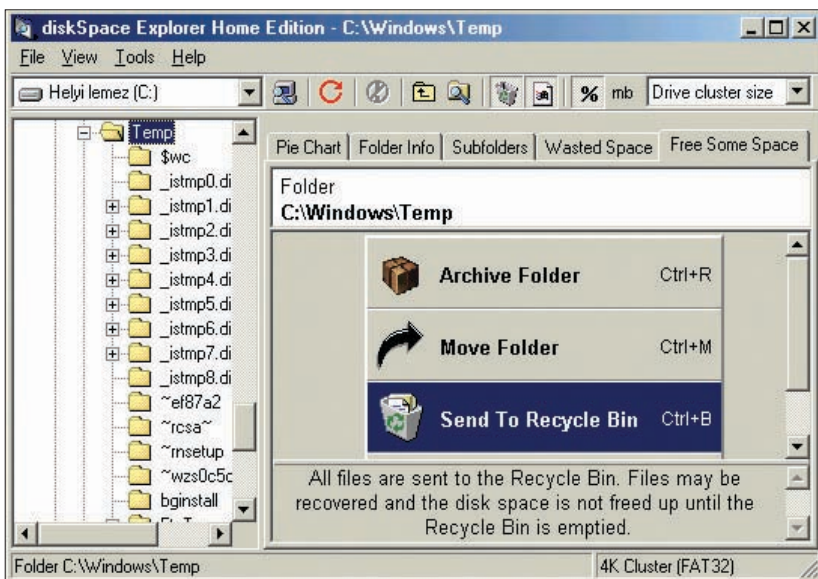 diskSpace Explorer Home Edition - C:\Windows\Temp
File View Tools Help
Helyi lemez (C:)
% mb Drive cluster size
Temp
$wc
_istmp0.di
_istmp1.di
_istmp2.di
_istmp3.di
_istmp4.di
_istmp5.di
_istmp6.di
_istmp7.di
_istmp8.di
~ef87a2
~rcsa~
~rnsetup
~wzs0c5c
bginstall
Pie Chart Folder Info Subfolders Wasted Space Free Some Space
Folder
C:\Windows\Temp
Archive Folder Ctrl+R
Move Folder Ctrl+M
Send To Recycle Bin Ctrl+B
All files are sent to the Recycle Bin. Files may be
recovered and the disk space is not freed up until the
Recycle Bin is emptied.
Folder C:\Windows\Temp 4K Cluster (FAT32)